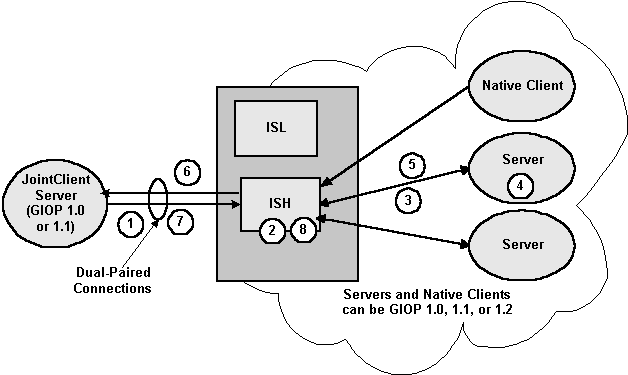 Native Client
ISL
Server
5
4
6
JointClient
Server
(GIOP 1.0
or 1.1)
ISH
3
1
7
2
8
Server
Dual-Paired
Connections
Servers and Native Clients
can be GIOP 1.0, 1.1, or 1.2